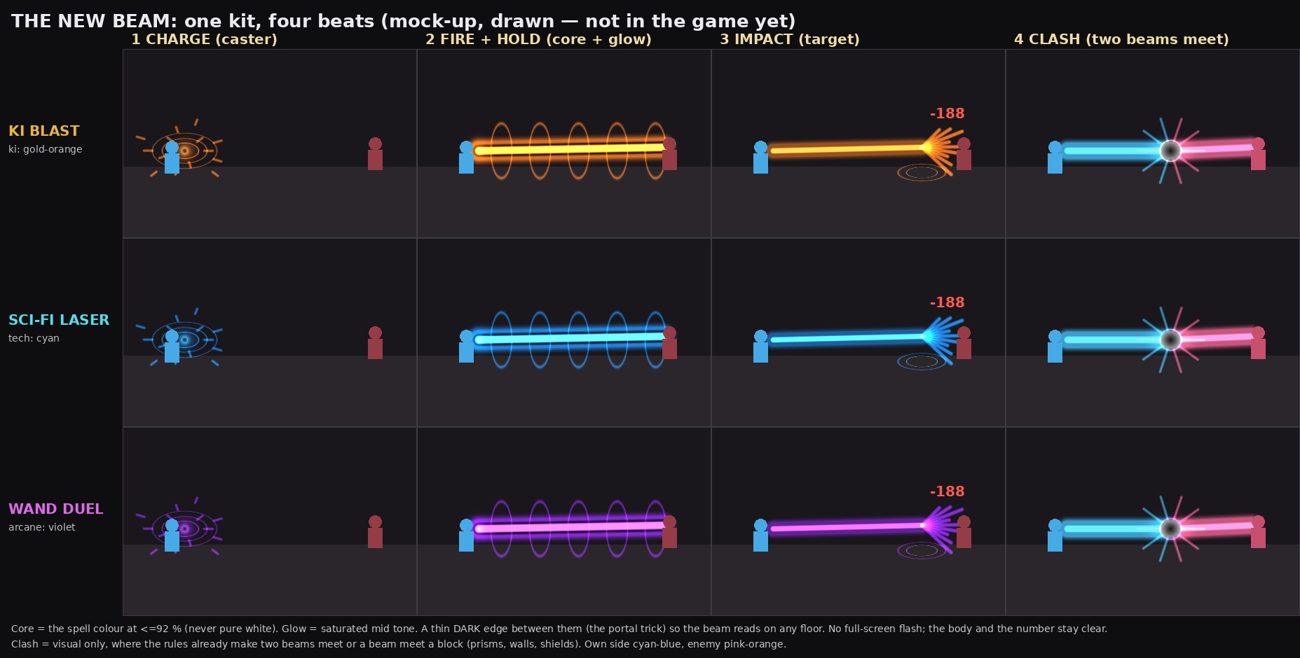 THE NEW BEAM: one kit, four beats (mock-up, drawn — not in the game yet)
1 CHARGE (caster)
2 FIRE + HOLD (core + glow)
3 IMPACT (target)
4 CLASH (two beams meet)
KI BLAST
ki: gold-orange
-188
SCI-FI LASER
tech: cyan
-188
WAND DUEL
arcane: violet
-188
Core = the spell colour at <=92 % (never pure white). Glow = saturated mid tone. A thin DARK edge between them (the portal trick) so the beam reads on any floor. No full-screen flash; the body and the number stay clear.
Clash = visual only, where the rules already make two beams meet or a beam meet a block (prisms, walls, shields). Own side cyan-blue, enemy pink-orange.